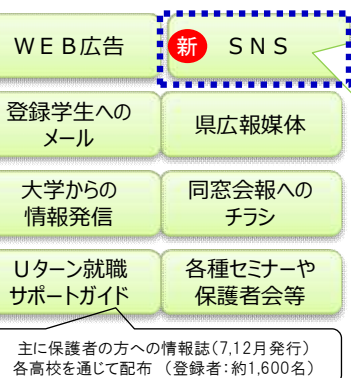 ＷＥＢ広告
新 ＳＮＳ
登録学生への
メール
県広報媒体
大学からの
情報発信
同窓会報への
チラシ
Ｕターン就職
サポートガイド
各種セミナーや
保護者会等
主に保護者の方への情報誌（7,12月発行）
各高校を通じて配布 （登録者：約1,600名）